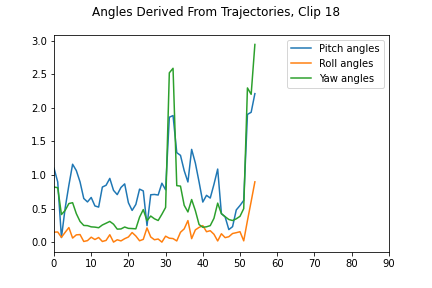 Angles Derived From Trajectories, Clip 18
3.0
2.5
2.0
1.5
1.0
0.5
0.0
0 10 20 30 40 50 60 70 80 90
Pitch angles
Roll angles
Yaw angles